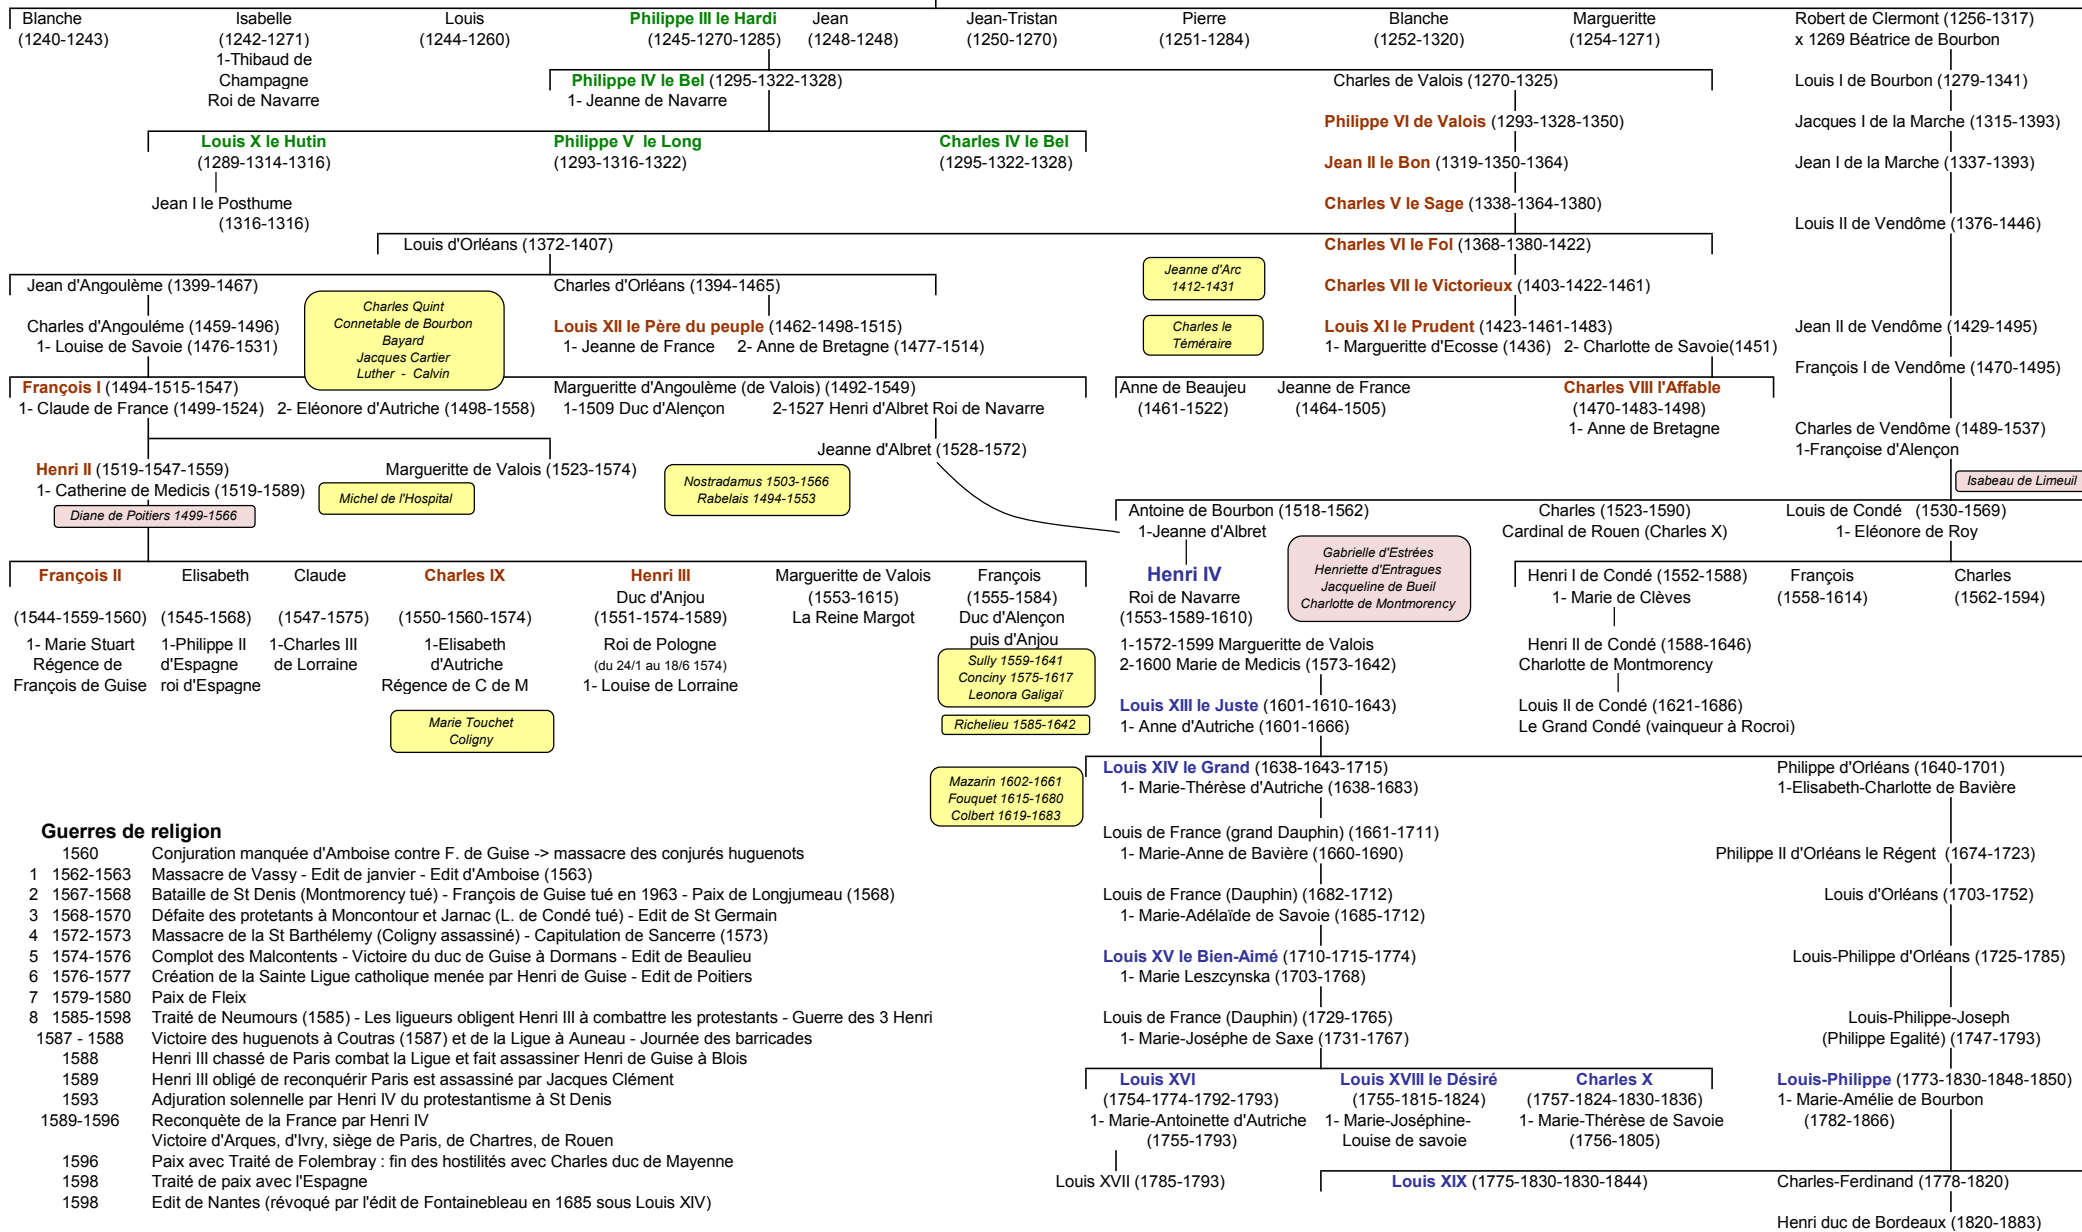 Blanche
(1240-1243)
Isabelle
(1242-1271)
1-Thibaud de
Champagne
Roi de Navarre
Louis
(1244-1260)
Philippe III le Hardi
(1245-1270-1285)
Jean
(1248-1248)
Jean-Tristan
(1250-1270)
Pierre
(1251-1284)
Blanche
(1252-1320)
Margueritte
(1254-1271)
Robert de Clermont (1256-1317)
x 1269 Béatrice de Bourbon
Philippe IV le Bel (1295-1322-1328)
1- Jeanne de Navarre
Charles de Valois (1270-1325)
Louis I de Bourbon (1279-1341)
Louis X le Hutin
(1289-1314-1316)
Philippe V le Long
(1293-1316-1322)
Charles IV le Bel
(1295-1322-1328)
Philippe VI de Valois (1293-1328-1350)
Jacques I de la Marche (1315-1393)
Jean II le Bon (1319-1350-1364)
Jean I de la Marche (1337-1393)
Jean I le Posthume
(1316-1316)
Charles V le Sage (1338-1364-1380)
Louis II de Vendôme (1376-1446)
Louis d'Orléans (1372-1407)
Charles VI le Fol (1368-1380-1422)
Jean d'Angoulème (1399-1467)
Charles d'Orléans (1394-1465)
Jeanne d'Arc
1412-1431
Charles VII le Victorieux (1403-1422-1461)
Charles Quint
Connetable de Bourbon
Bayard
Jacques Cartier
Luther - Calvin
Charles d'Angouléme (1459-1496)
1- Louise de Savoie (1476-1531)
Louis XII le Père du peuple (1462-1498-1515)
1- Jeanne de France 2- Anne de Bretagne (1477-1514)
Charles le
Téméraire
Louis XI le Prudent (1423-1461-1483)
1- Margueritte d'Ecosse (1436) 2- Charlotte de Savoie(1451)
Jean II de Vendôme (1429-1495)
François I de Vendôme (1470-1495)
François I (1494-1515-1547)
1- Claude de France (1499-1524) 2- Eléonore d'Autriche (1498-1558)
Margueritte d'Angoulème (de Valois) (1492-1549)
1-1509 Duc d'Alençon 2-1527 Henri d'Albret Roi de Navarre
Anne de Beaujeu
(1461-1522)
Jeanne de France
(1464-1505)
Charles VIII l'Affable
(1470-1483-1498)
1- Anne de Bretagne
Charles de Vendôme (1489-1537)
1-Françoise d'Alençon
Jeanne d'Albret (1528-1572)
Henri II (1519-1547-1559)
1- Catherine de Medicis (1519-1589)
Diane de Poitiers 1499-1566
Margueritte de Valois (1523-1574)
Michel de l'Hospital
Nostradamus 1503-1566
Rabelais 1494-1553
Isabeau de Limeuil
Antoine de Bourbon (1518-1562)
1-Jeanne d'Albret
Charles (1523-1590)
Cardinal de Rouen (Charles X)
Louis de Condé (1530-1569)
1- Eléonore de Roy
François II
(1544-1559-1560)
1- Marie Stuart
Régence de
François de Guise
Elisabeth
(1545-1568)
1-Philippe II
d'Espagne
roi d'Espagne
Claude
(1547-1575)
1-Charles III
de Lorraine
Charles IX
(1550-1560-1574)
1-Elisabeth
d'Autriche
Régence de C de M
Marie Touchet
Coligny
Henri III
Duc d'Anjou
(1551-1574-1589)
Roi de Pologne
(du 24/1 au 18/6 1574)
1- Louise de Lorraine
Margueritte de Valois
(1553-1615)
La Reine Margot
François
(1555-1584)
Duc d'Alençon
puis d'Anjou
Sully 1559-1641
Conciny 1575-1617
Leonora Galigaï
Richelieu 1585-1642
Henri IV
Roi de Navarre
(1553-1589-1610)
1-1572-1599 Margueritte de Valois
2-1600 Marie de Medicis (1573-1642)
Gabrielle d'Estrées
Henriette d'Entragues
Jacqueline de Bueil
Charlotte de Montmorency
Henri I de Condé (1552-1588)
1- Marie de Clèves
François
(1558-1614)
Charles
(1562-1594)
Henri II de Condé (1588-1646)
Charlotte de Montmorency
Louis XIII le Juste (1601-1610-1643)
1- Anne d'Autriche (1601-1666)
Louis II de Condé (1621-1686)
Le Grand Condé (vainqueur à Rocroi)
Mazarin 1602-1661
Fouquet 1615-1680
Colbert 1619-1683
Louis XIV le Grand (1638-1643-1715)
1- Marie-Thérèse d'Autriche (1638-1683)
Philippe d'Orléans (1640-1701)
1-Elisabeth-Charlotte de Bavière
Louis de France (grand Dauphin) (1661-1711)
1- Marie-Anne de Bavière (1660-1690)
Philippe II d'Orléans le Régent (1674-1723)
Louis de France (Dauphin) (1682-1712)
1- Marie-Adélaïde de Savoie (1685-1712)
Louis d'Orléans (1703-1752)
Louis XV le Bien-Aimé (1710-1715-1774)
1- Marie Leszcynska (1703-1768)
Louis-Philippe d'Orléans (1725-1785)
Louis de France (Dauphin) (1729-1765)
1- Marie-Joséphe de Saxe (1731-1767)
Louis-Philippe-Joseph
(Philippe Egalité) (1747-1793)
Louis XVI
(1754-1774-1792-1793)
1- Marie-Antoinette d'Autriche
(1755-1793)
Louis XVIII le Désiré
(1755-1815-1824)
1- Marie-Joséphine-
Louise de savoie
Charles X
(1757-1824-1830-1836)
1- Marie-Thérèse de Savoie
(1756-1805)
Louis-Philippe (1773-1830-1848-1850)
1- Marie-Amélie de Bourbon
(1782-1866)
Louis XVII (1785-1793)
Louis XIX (1775-1830-1830-1844)
Charles-Ferdinand (1778-1820)
Henri duc de Bordeaux (1820-1883)
Guerres de religion
1560 Conjuration manquée d'Amboise contre F. de Guise -> massacre des conjurés huguenots
1 1562-1563 Massacre de Vassy - Edit de janvier - Edit d'Amboise (1563)
2 1567-1568 Bataille de St Denis (Montmorency tué) - François de Guise tué en 1963 - Paix de Longjumeau (1568)
3 1568-1570 Défaite des protetants à Moncontour et Jarnac (L. de Condé tué) - Edit de St Germain
4 1572-1573 Massacre de la St Barthélemy (Coligny assassiné) - Capitulation de Sancerre (1573)
5 1574-1576 Complot des Malcontents - Victoire du duc de Guise à Dormans - Edit de Beaulieu
6 1576-1577 Création de la Sainte Ligue catholique menée par Henri de Guise - Edit de Poitiers
7 1579-1580 Paix de Fleix
8 1585-1598 Traité de Neumours (1585) - Les ligueurs obligent Henri III à combattre les protestants - Guerre des 3 Henri
1587 - 1588 Victoire des huguenots à Coutras (1587) et de la Ligue à Auneau - Journée des barricades
1588 Henri III chassé de Paris combat la Ligue et fait assassiner Henri de Guise à Blois
1589 Henri III obligé de reconquérir Paris est assassiné par Jacques Clément
1593 Adjuration solennelle par Henri IV du protestantisme à St Denis
1589-1596 Reconquète de la France par Henri IV
Victoire d'Arques, d'Ivry, siège de Paris, de Chartres, de Rouen
1596 Paix avec Traité de Folembray : fin des hostilités avec Charles duc de Mayenne
1598 Traité de paix avec l'Espagne
1598 Edit de Nantes (révoqué par l'édit de Fontainebleau en 1685 sous Louis XIV)